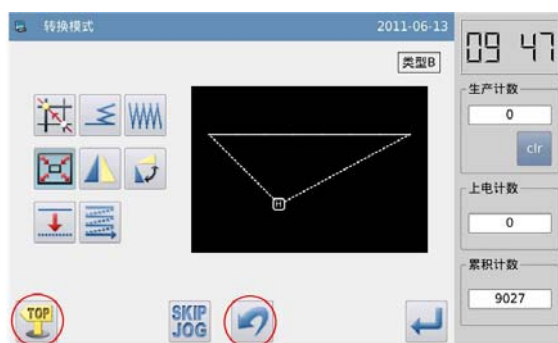 转换模式 2011-06-13
09 47
类型B
生产计数
0
clr
上电计数
0
累积计数
9027
H
TOP
SKIP
JOG